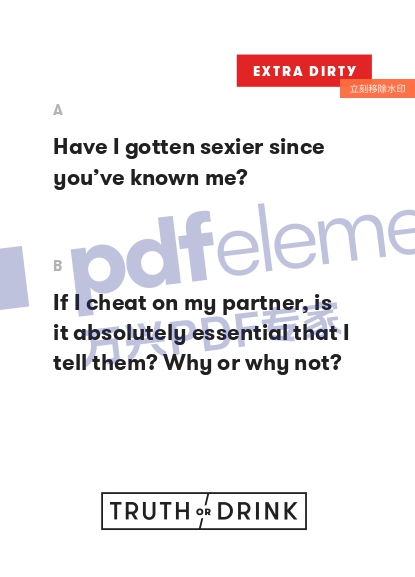 EXTRA DIRTY
立刻移除水印
A
Have I gotten sexier since
you’ve known me?
B
If I cheat on my partner, is
it absolutely essential that I
tell them? Why or why not?
pdfeleme
万兴PDF专家
TRUTH OR DRINK